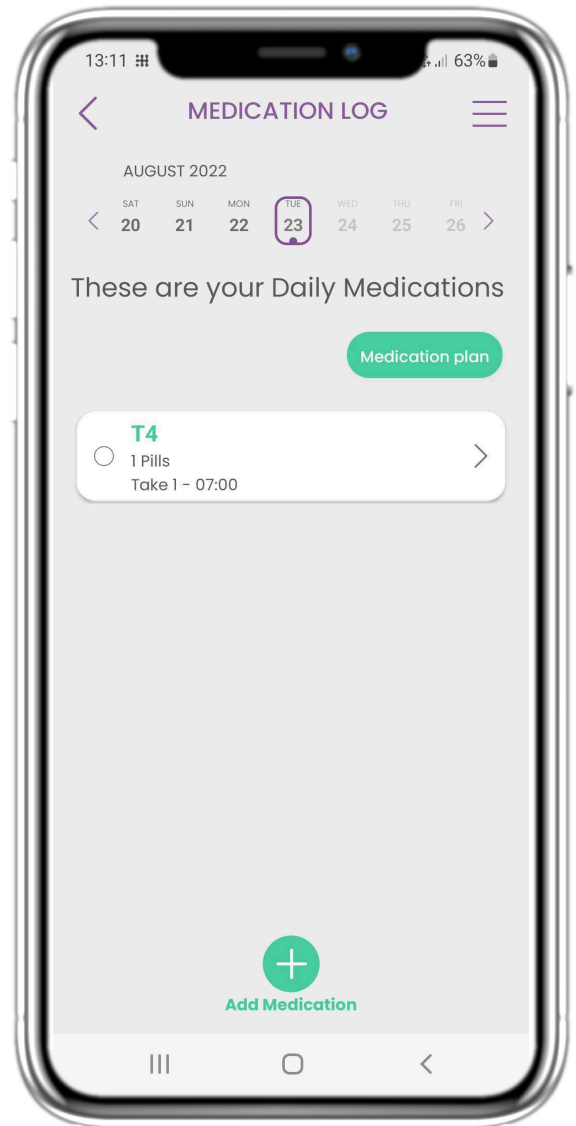 13:11 63%
MEDICATION LOG
AUGUST 2022
SAT SUN MON TUE WED THU FRI
20 21 22 23 24 25 26
These are your Daily Medications
Medication plan
T4
1 Pills
Take 1 - 07:00
Add Medication